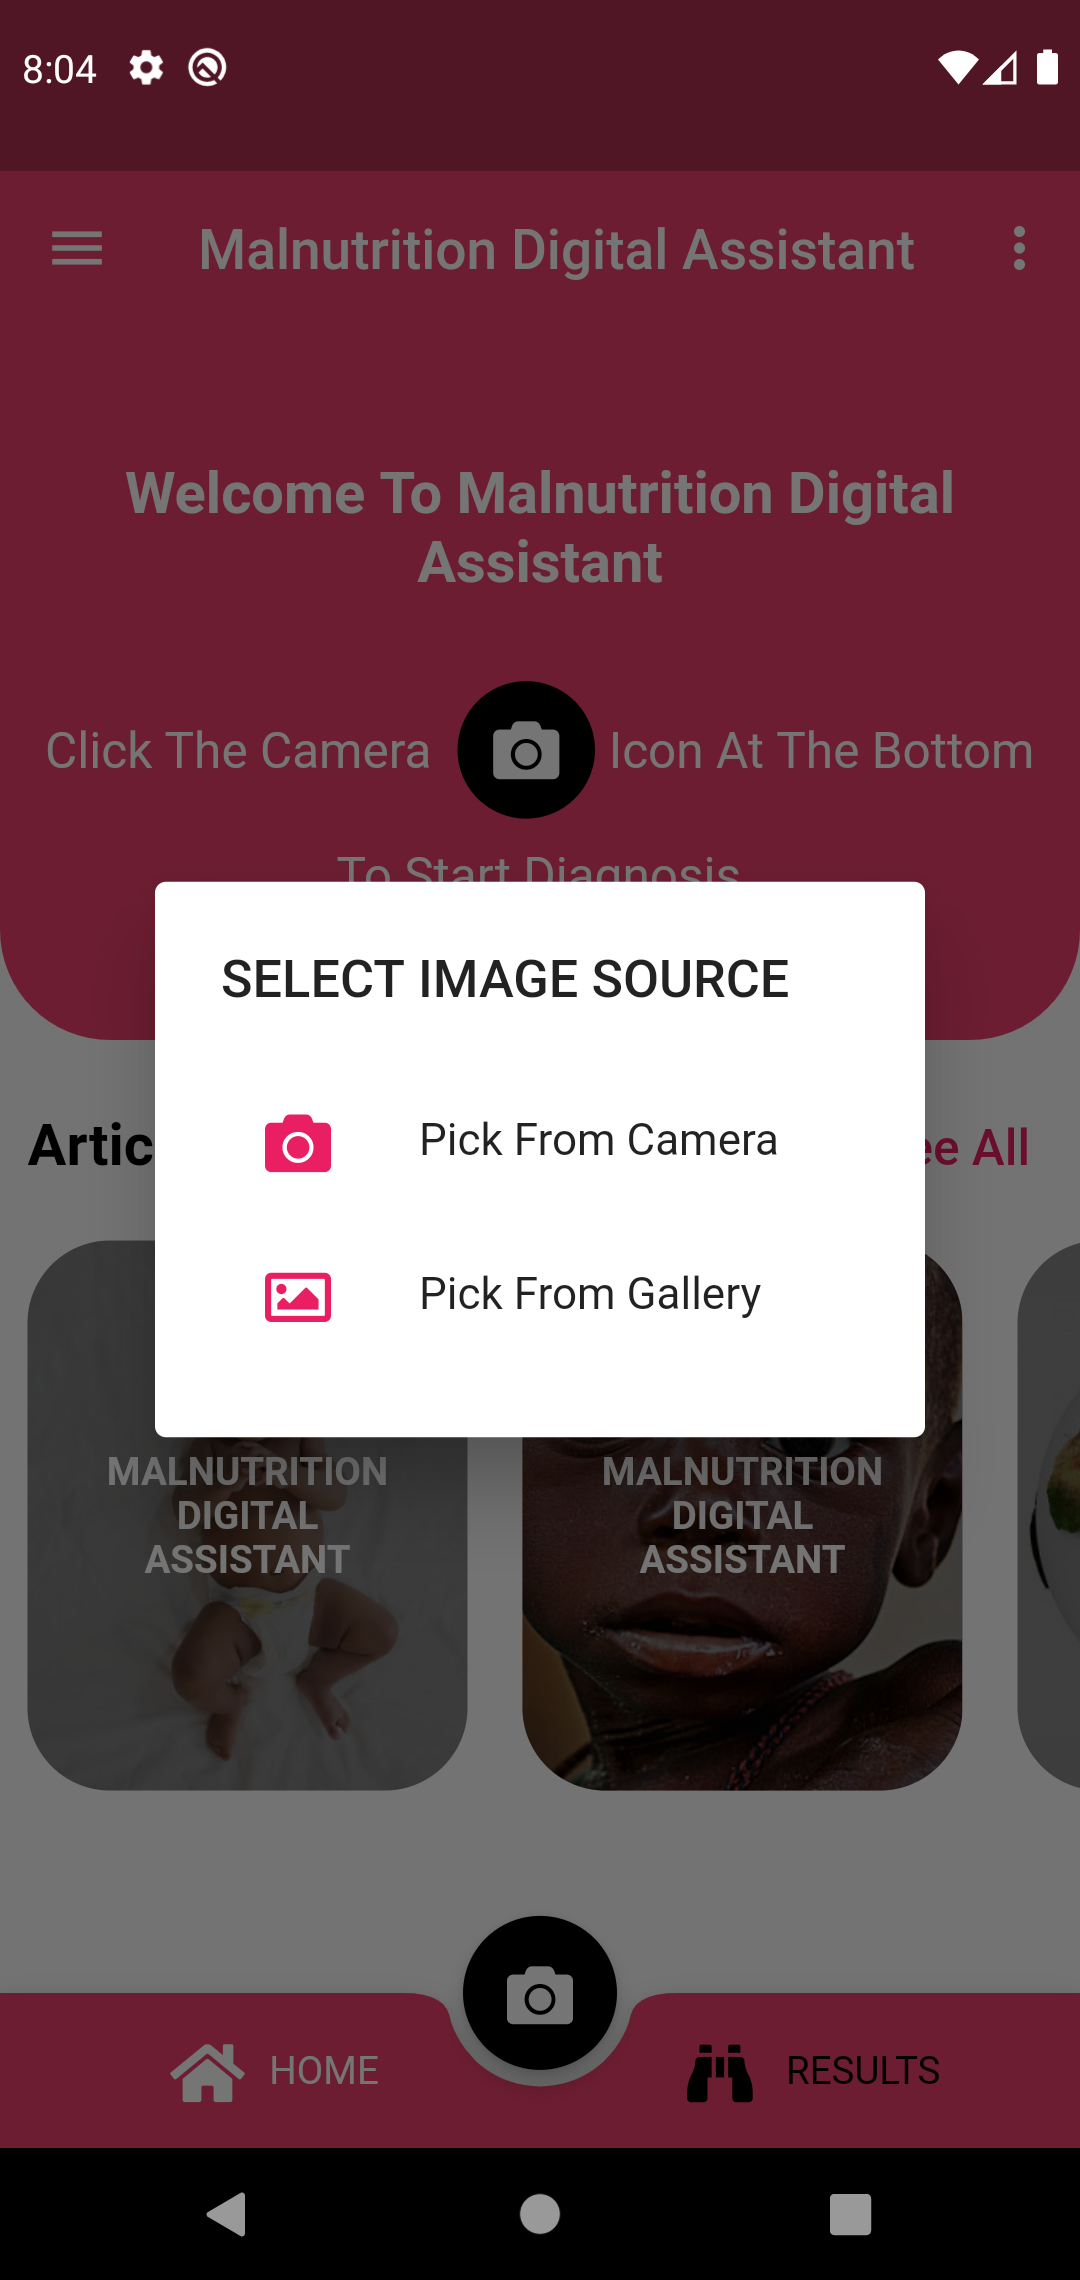 8:04
Malnutrition Digital Assistant
Welcome To Malnutrition Digital
Assistant
Click The Camera
Icon At The Bottom
To Start Diagnosis
SELECT IMAGE SOURCE
Pick From Camera
Pick From Gallery
Artic
ee All
MALNUTRITION
DIGITAL
ASSISTANT
MALNUTRITION
DIGITAL
ASSISTANT
HOME
RESULTS